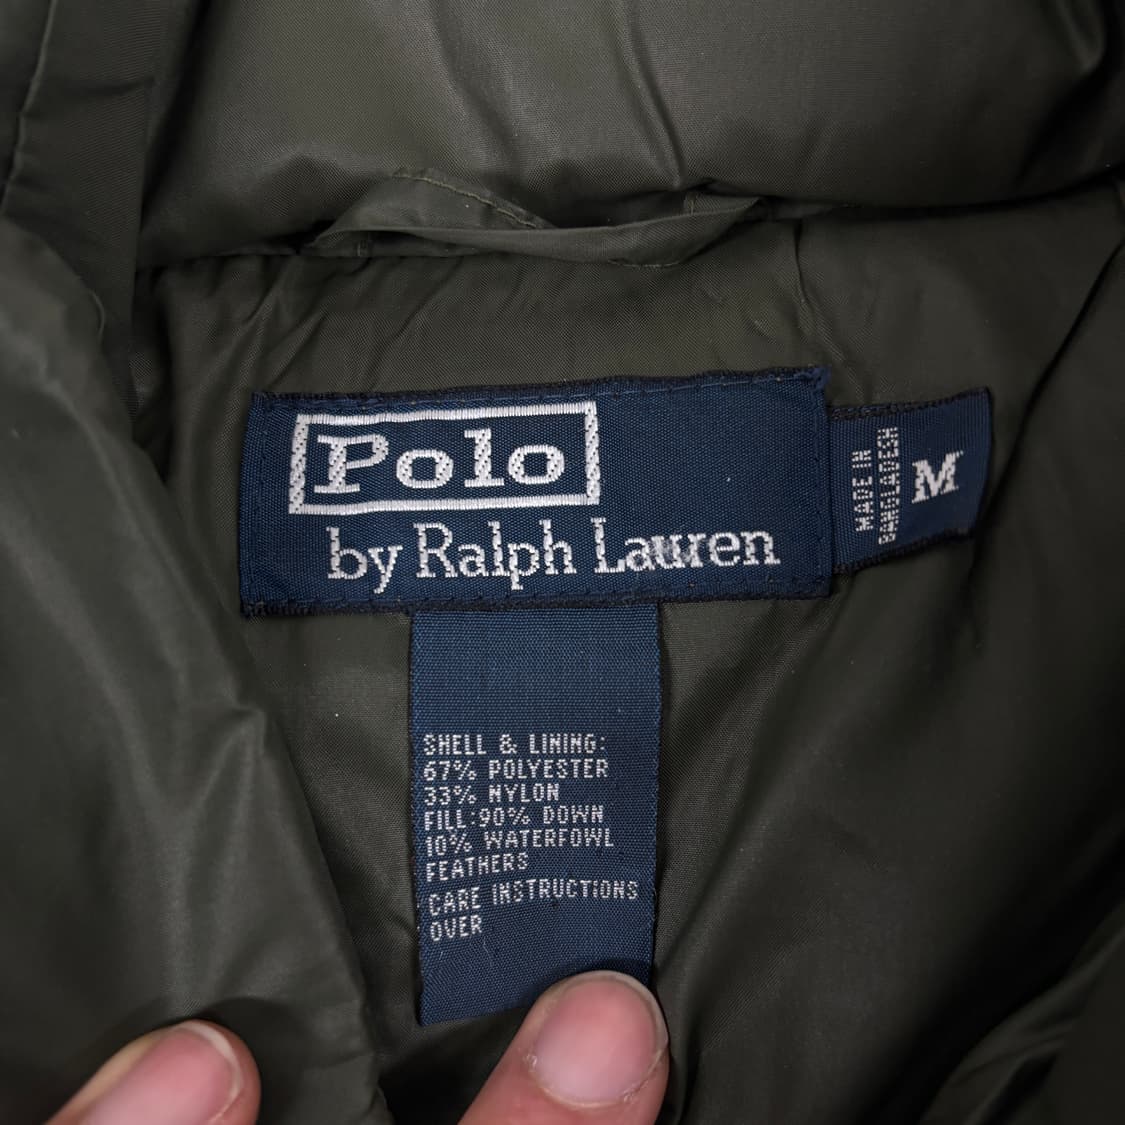 Polo
by Ralph Lauren
MADE IN
BANGLADESH
M
SHELL & LINING:
67% POLYESTER
33% NYLON
FILL:90% DOWN
10% WATERFOWL
FEATHERS
CARE INSTRUCTIONS
OVER